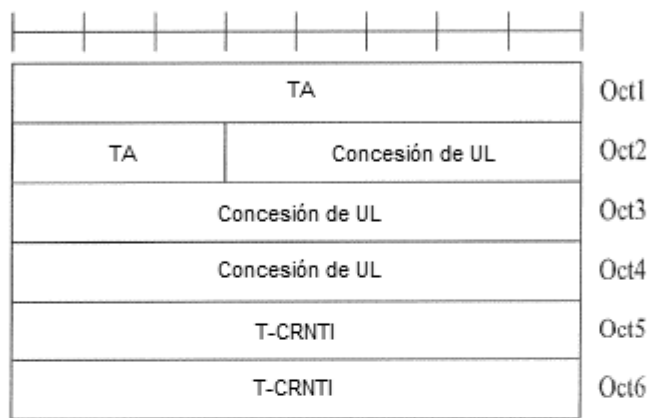 TA Oct1
TA Concesión de UL Oct2
Concesión de UL Oct3
Concesión de UL Oct4
T-CRNTI Oct5
T-CRNTI Oct6